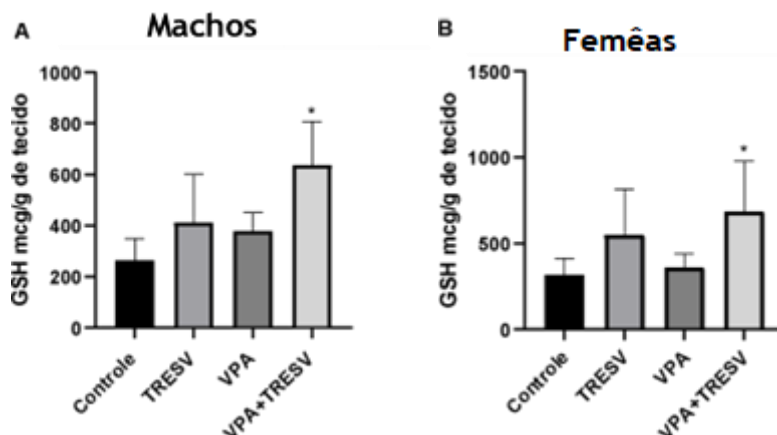 A
Machos
GSH mcg/g de tecido
1000
800
600
400
200
0
*
Controle
TRESV
VPA
VPA+TRESV
B
Femêas
GSH mcg/g de tecido
1500
1000
500
0
*
Controle
TRESV
VPA
VPA+TRESV